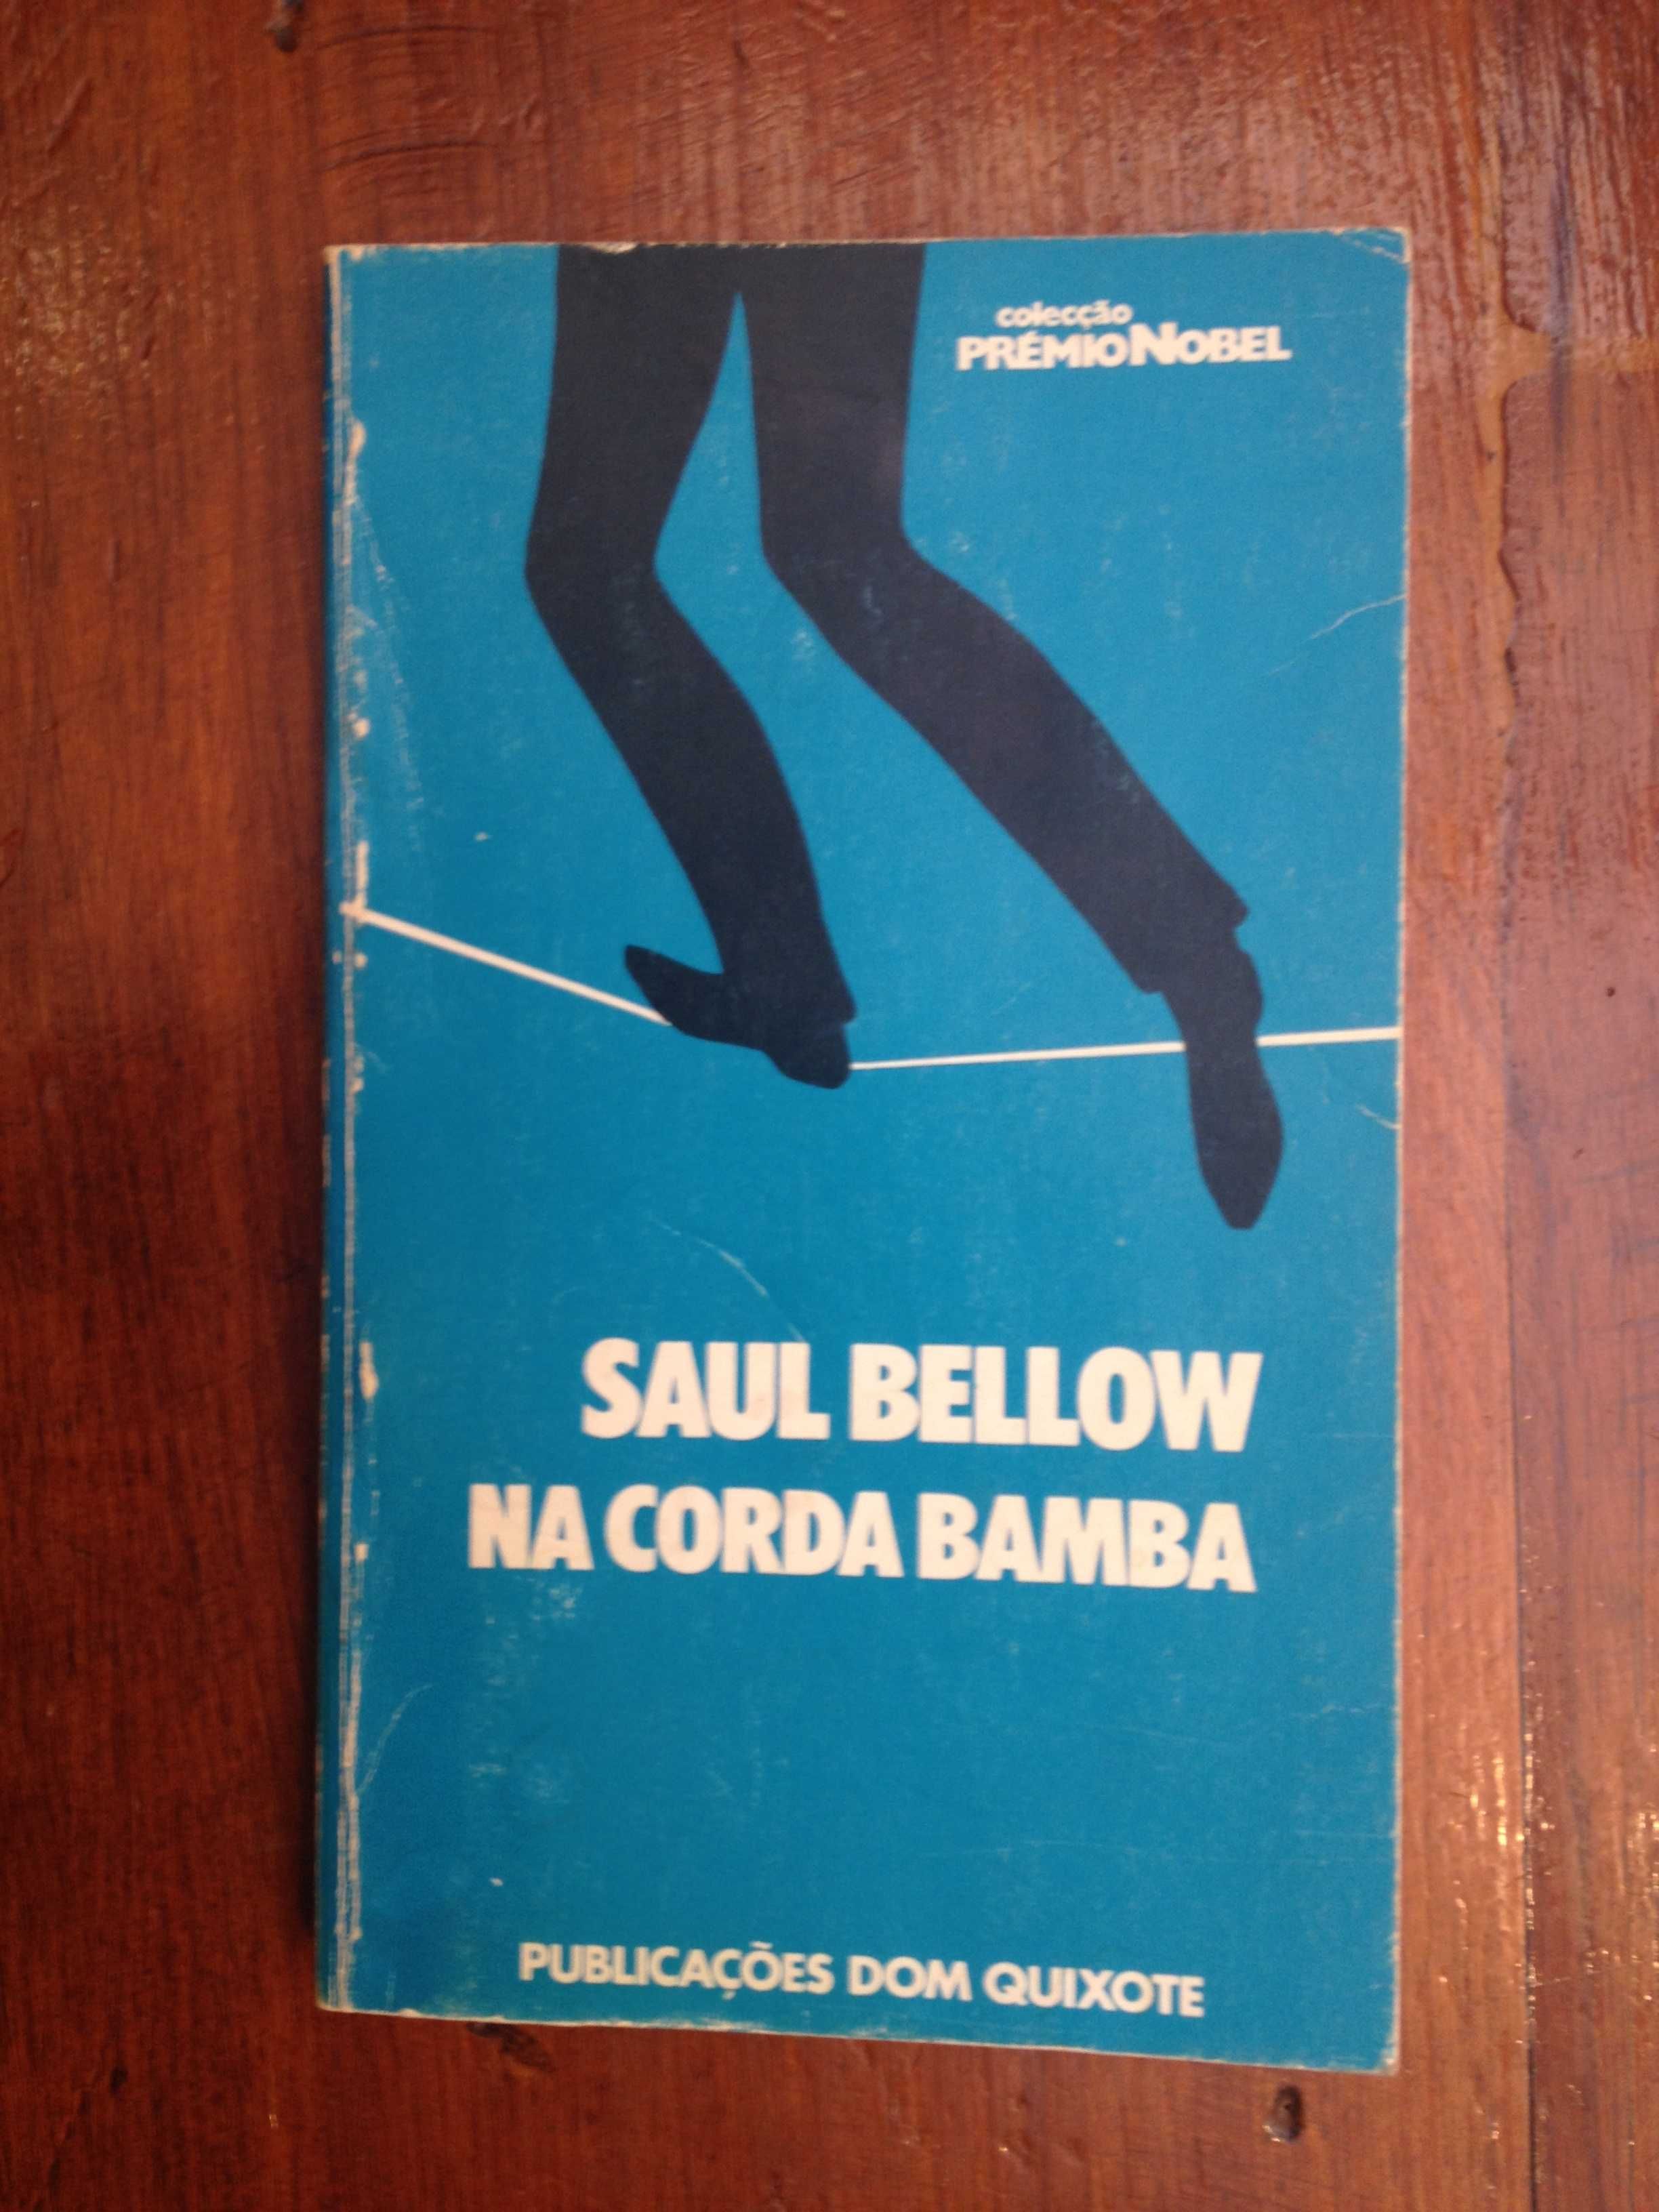 colecção
PRÉMIO NOBEL
SAUL BELLOW
NA CORDA BAMBA
PUBLICAÇÕES DOM QUIXOTE